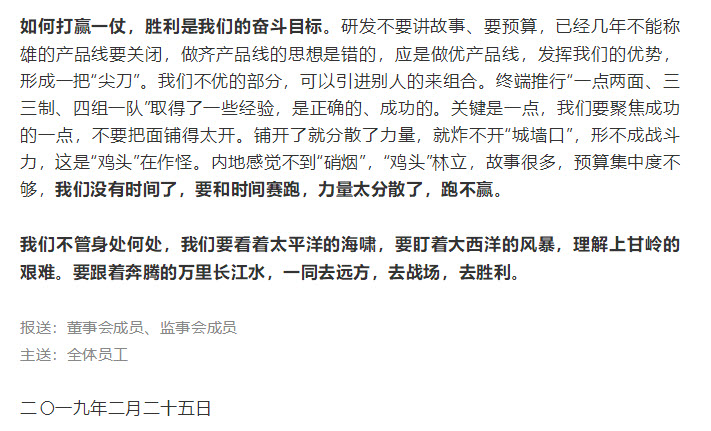 如何打赢一仗，胜利是我们的奋斗目标。研发不要讲故事、要预算，已经几年不能称
雄的产品线要关闭，做齐产品线的思想是错的，应是做优产品线，发挥我们的优势，
形成一把“尖刀”。我们不优的部分，可以引进别人的来组合。终端推行“一点两面、三
三制、四组一队”取得了一些经验，是正确的、成功的。关键是一点，我们要聚焦成功
的一点，不要把面铺得太开。铺开了就分散了力量，就炸不开“城墙口”，形不成战斗
力，这是“鸡头”在作怪。内地感觉不到“硝烟”，“鸡头”林立，故事很多，预算集中度不
够，我们没有时间了，要和时间赛跑，力量太分散了，跑不赢。
我们不管身处何处，我们要看着太平洋的海啸，要盯着大西洋的风暴，理解上甘岭的
艰难。要跟着奔腾的万里长江水，一同去远方，去战场，去胜利。
报送：董事会成员、监事会成员
主送：全体员工
二〇一九年二月二十五日